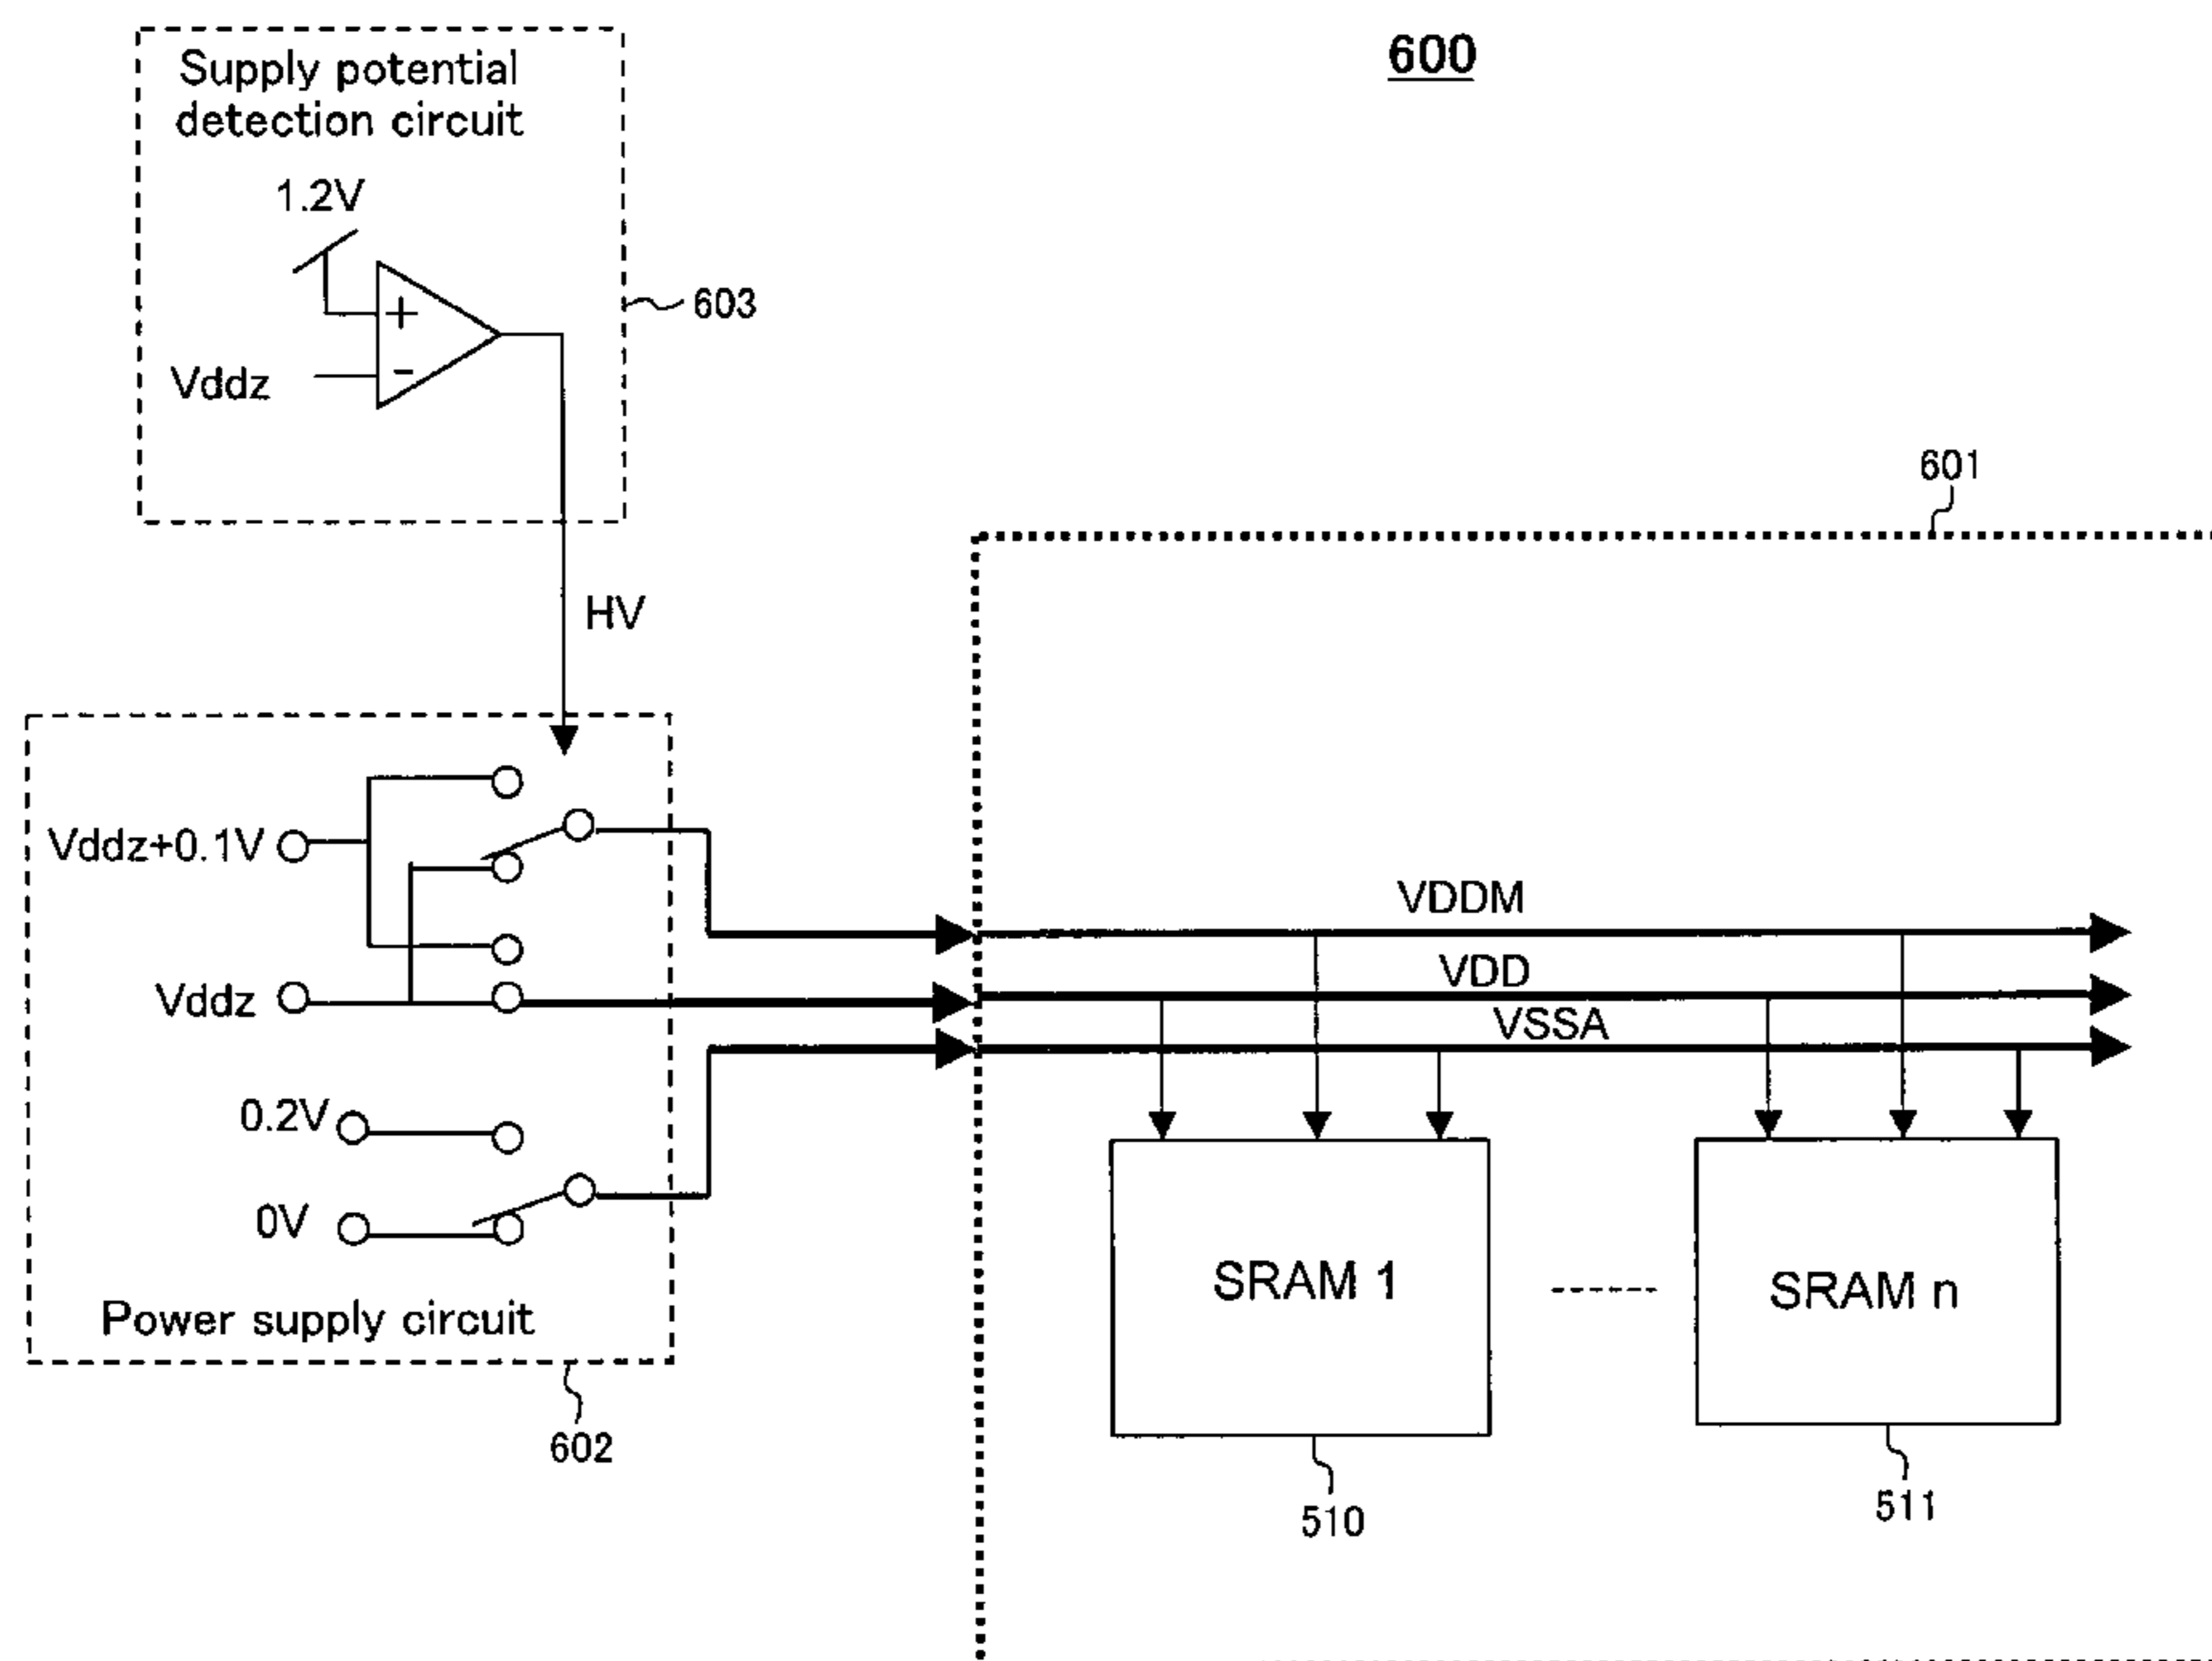 600
Supply potential
detection circuit
1.2V
+
Vddz
-
603
HV
601
Vddz+0.1V
Vddz
0.2V
0V
Power supply circuit
602
VDDM
VDD
VSSA
SRAM 1
SRAM n
510
511